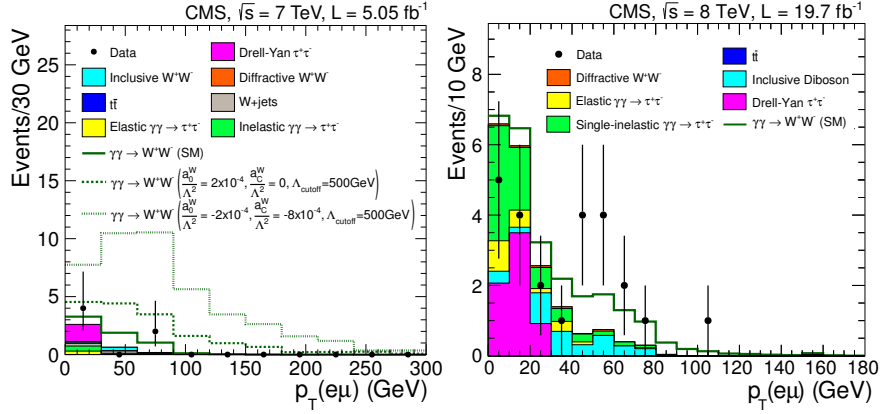 CMS, √s = 7 TeV, L = 5.05 fb⁻¹
Events/30 GeV
25
20
15
10
5
0
Data
Inclusive W⁺W⁻
tt̄
Elastic γγ → τ⁺τ⁻
Drell-Yan τ⁺τ⁻
Diffractive W⁺W⁻
W+jets
Inelastic γγ → τ⁺τ⁻
γγ → W⁺W⁻ (SM)
γγ → W⁺W⁻ (a₀ᵂ/Λ² = 2x10⁻⁴, a_Cᵂ/Λ² = 0, Λcutoff=500GeV)
γγ → W⁺W⁻ (a₀ᵂ/Λ² = -2x10⁻⁴, a_Cᵂ/Λ² = -8x10⁻⁴, Λcutoff=500GeV)
0 50 100 150 200 250 300
p_T(eμ) (GeV)
CMS, √s = 8 TeV, L = 19.7 fb⁻¹
Events/10 GeV
8
6
4
2
0
Data
Diffractive W⁺W⁻
Elastic γγ → τ⁺τ⁻
Single-inelastic γγ → τ⁺τ⁻
tt̄
Inclusive Diboson
Drell-Yan τ⁺τ⁻
γγ → W⁺W⁻ (SM)
0 20 40 60 80 100 120 140 160 180
p_T(eμ) (GeV)